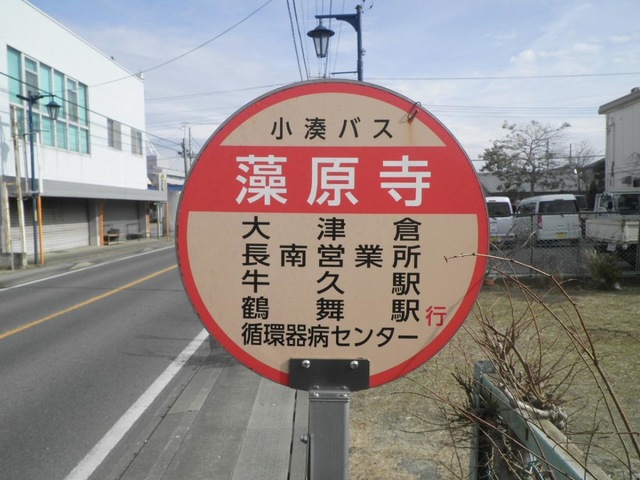 小湊バス
藻原寺
大津倉
長南営業所
牛久駅
鶴舞駅行
循環器病センター